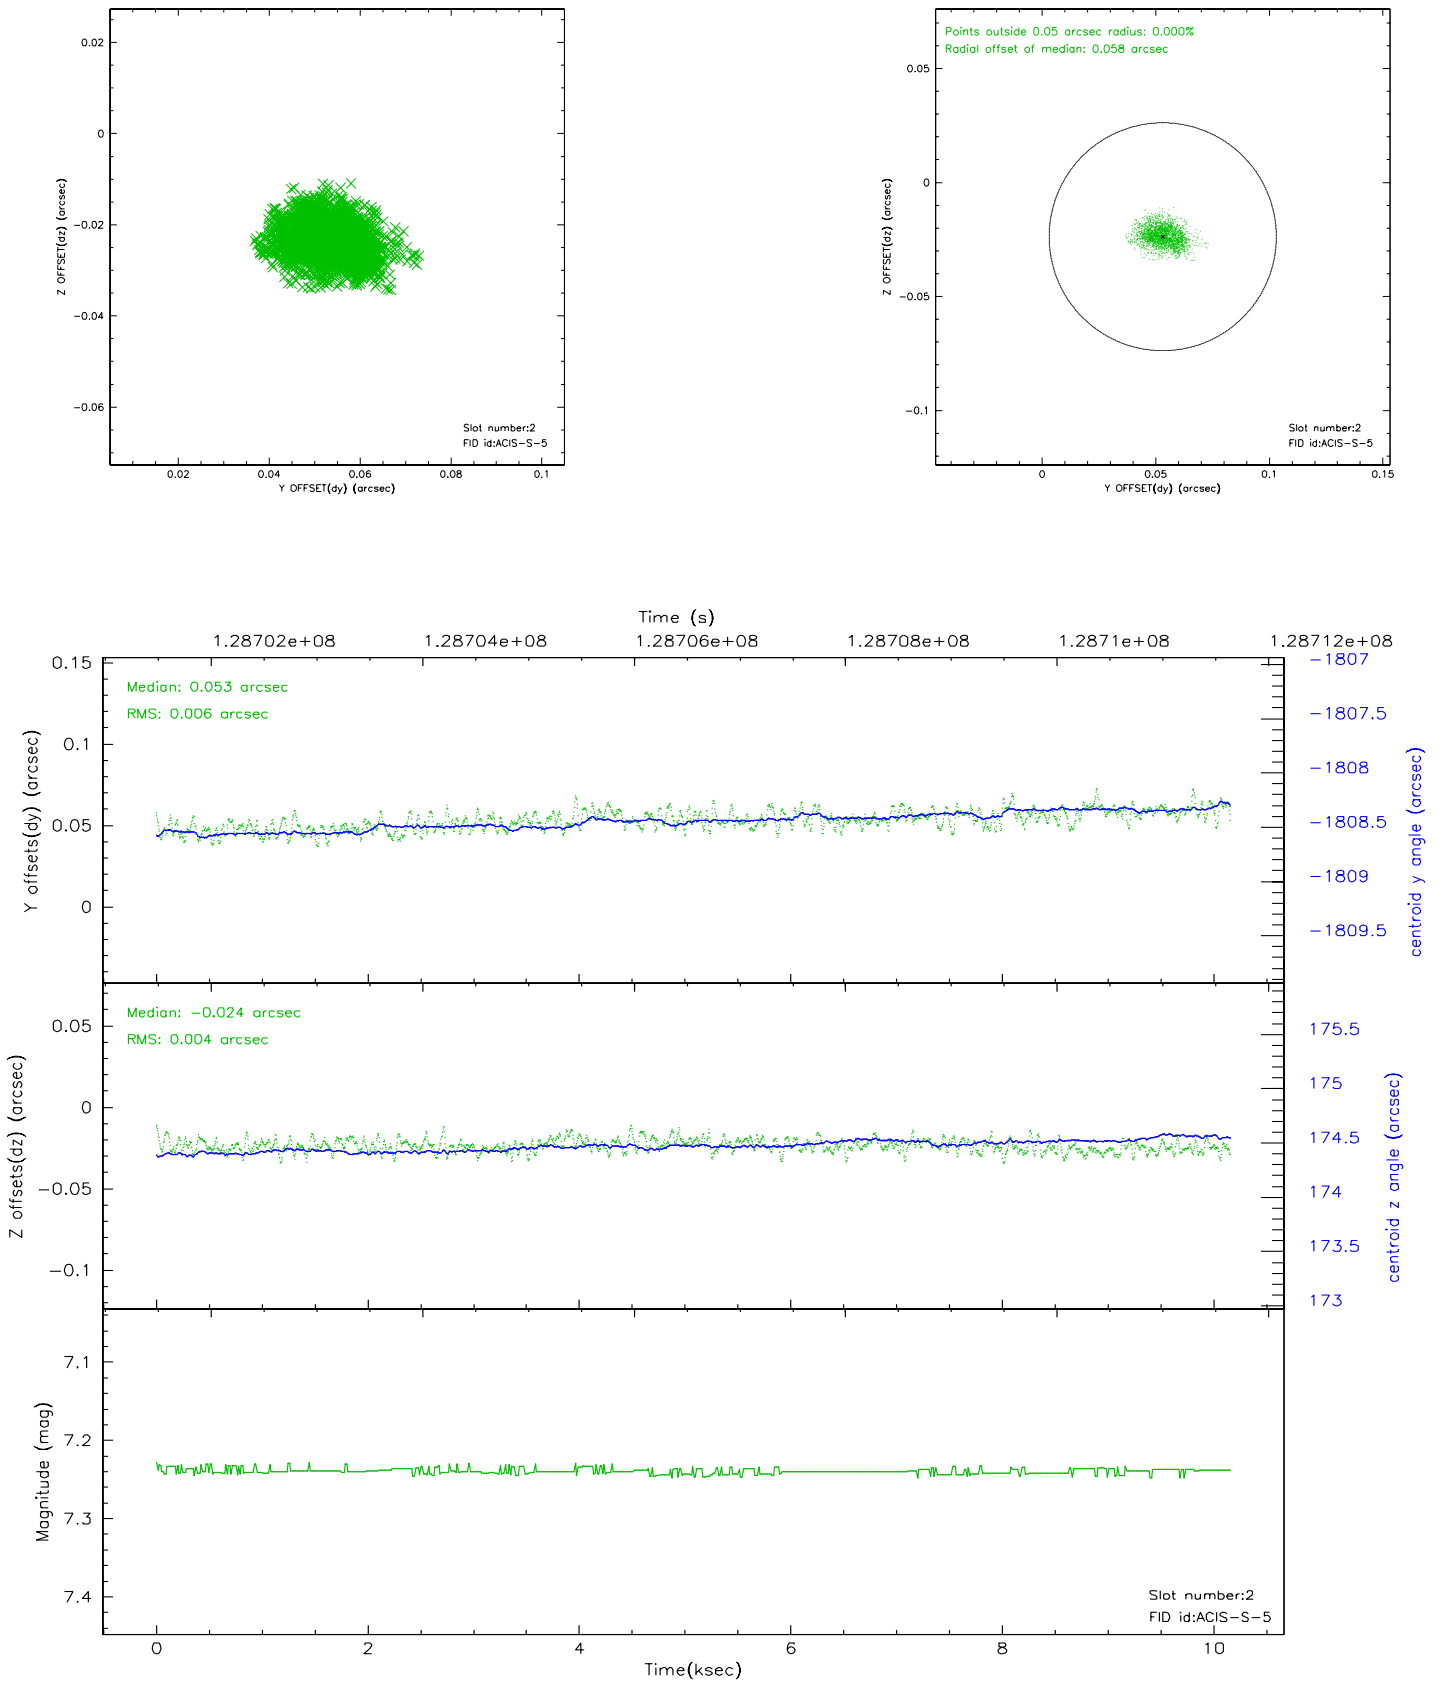 0.02
0
−0.02
−0.04
−0.06
Z OFFSET(dz) (arcsec)
Slot number:2
FID id:ACIS−S−5
0.02 0.04 0.06 0.08 0.1
Y OFFSET(dy) (arcsec)
Points outside 0.05 arcsec radius: 0.000%
Radial offset of median: 0.058 arcsec
0.05
0
−0.05
−0.1
Z OFFSET(dz) (arcsec)
Slot number:2
FID id:ACIS−S−5
0 0.05 0.1 0.15
Y OFFSET(dy) (arcsec)
Time (s)
1.28702e+08 1.28704e+08 1.28706e+08 1.28708e+08 1.2871e+08 1.28712e+08
Median: 0.053 arcsec
RMS: 0.006 arcsec
0.15
0.1
0.05
0
Y offsets(dy) (arcsec)
−1807
−1807.5
−1808
−1808.5
−1809
−1809.5
centroid y angle (arcsec)
Median: −0.024 arcsec
RMS: 0.004 arcsec
0.05
0
−0.05
−0.1
Z offsets(dz) (arcsec)
175.5
175
174.5
174
173.5
173
centroid z angle (arcsec)
7.1
7.2
7.3
7.4
Magnitude (mag)
Slot number:2
FID id:ACIS−S−5
0 2 4 6 8 10
Time(ksec)